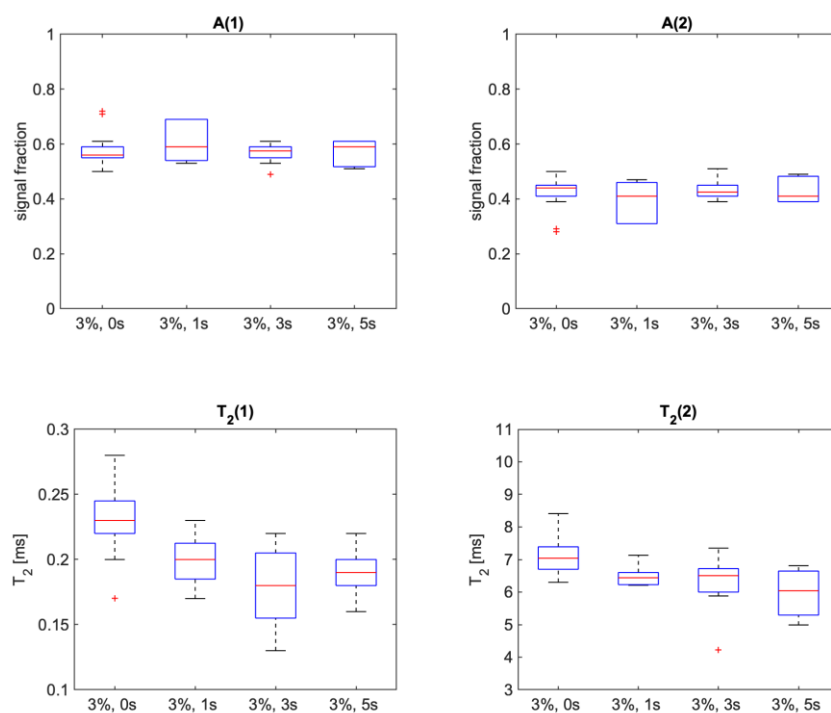 A(1)
1
0.8
0.6
0.4
0.2
0
signal fraction
3%, 0s 3%, 1s 3%, 3s 3%, 5s
A(2)
1
0.8
0.6
0.4
0.2
0
signal fraction
3%, 0s 3%, 1s 3%, 3s 3%, 5s
T2(1)
0.3
0.25
0.2
0.15
0.1
T2 [ms]
3%, 0s 3%, 1s 3%, 3s 3%, 5s
T2(2)
11
10
9
8
7
6
5
4
3
T2 [ms]
3%, 0s 3%, 1s 3%, 3s 3%, 5s